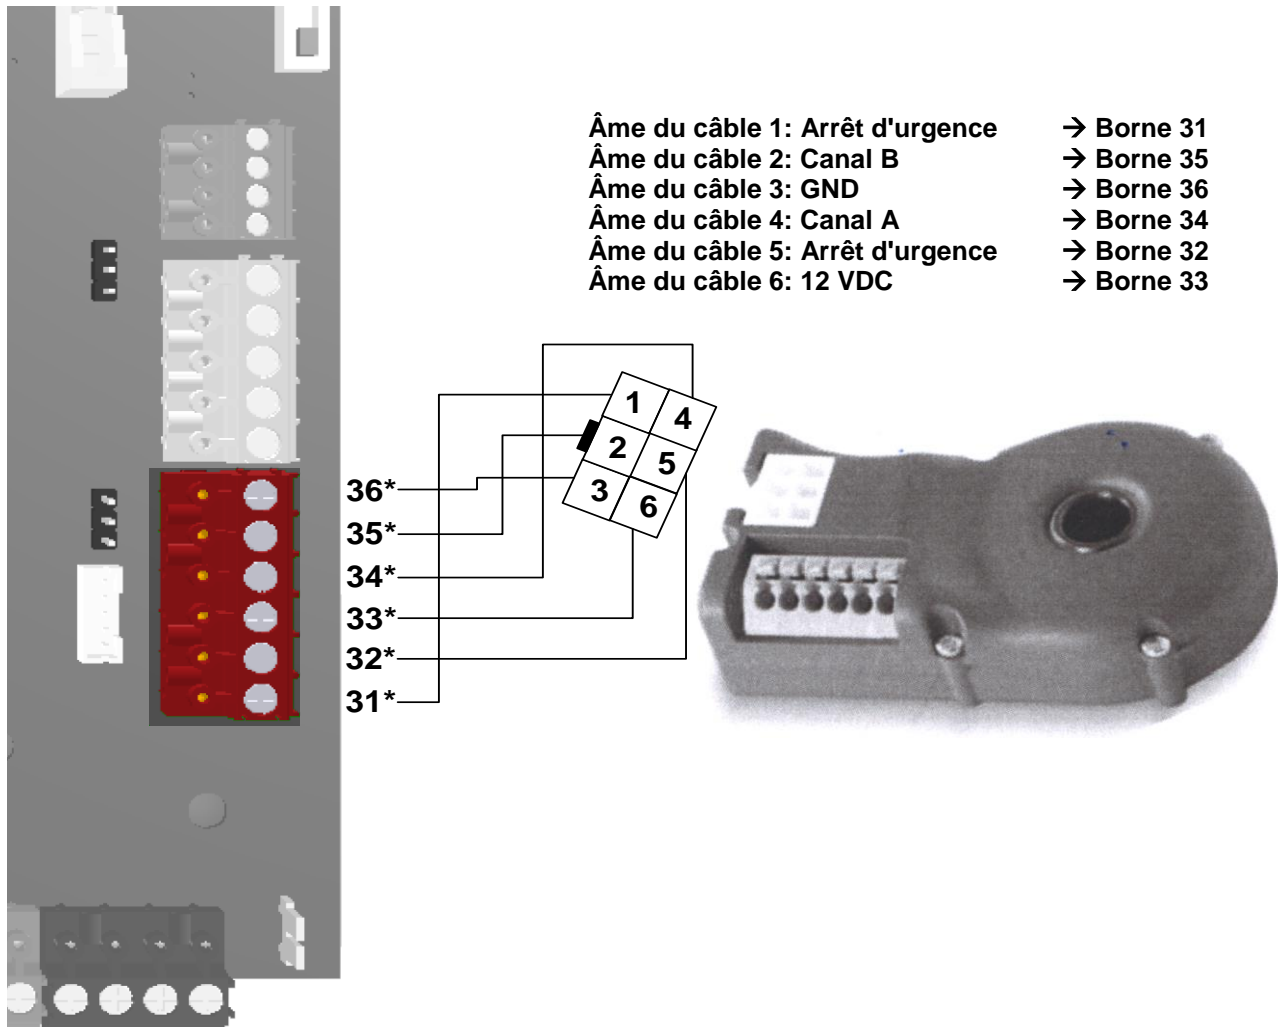 Âme du câble 1: Arrêt d'urgence → Borne 31
Âme du câble 2: Canal B → Borne 35
Âme du câble 3: GND → Borne 36
Âme du câble 4: Canal A → Borne 34
Âme du câble 5: Arrêt d'urgence → Borne 32
Âme du câble 6: 12 VDC → Borne 33
1 4
2 5
3 6
36*
35*
34*
33*
32*
31*